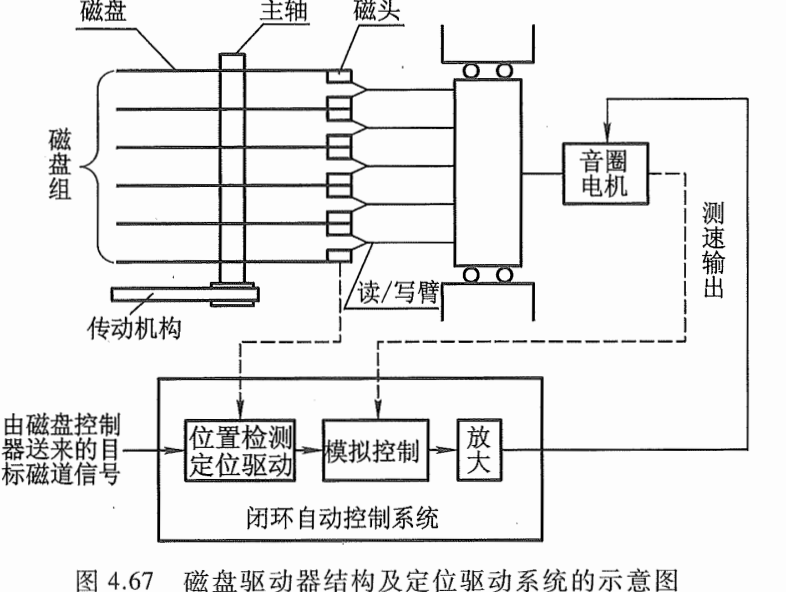 磁盘
主轴
磁头
磁盘组
音圈
电机
测速输出
读/写臂
传动机构
由磁盘控制
器送来的目
标磁道信号
位置检测
定位驱动
模拟控制
放大
闭环自动控制系统
图 4.67 磁盘驱动器结构及定位驱动系统的示意图